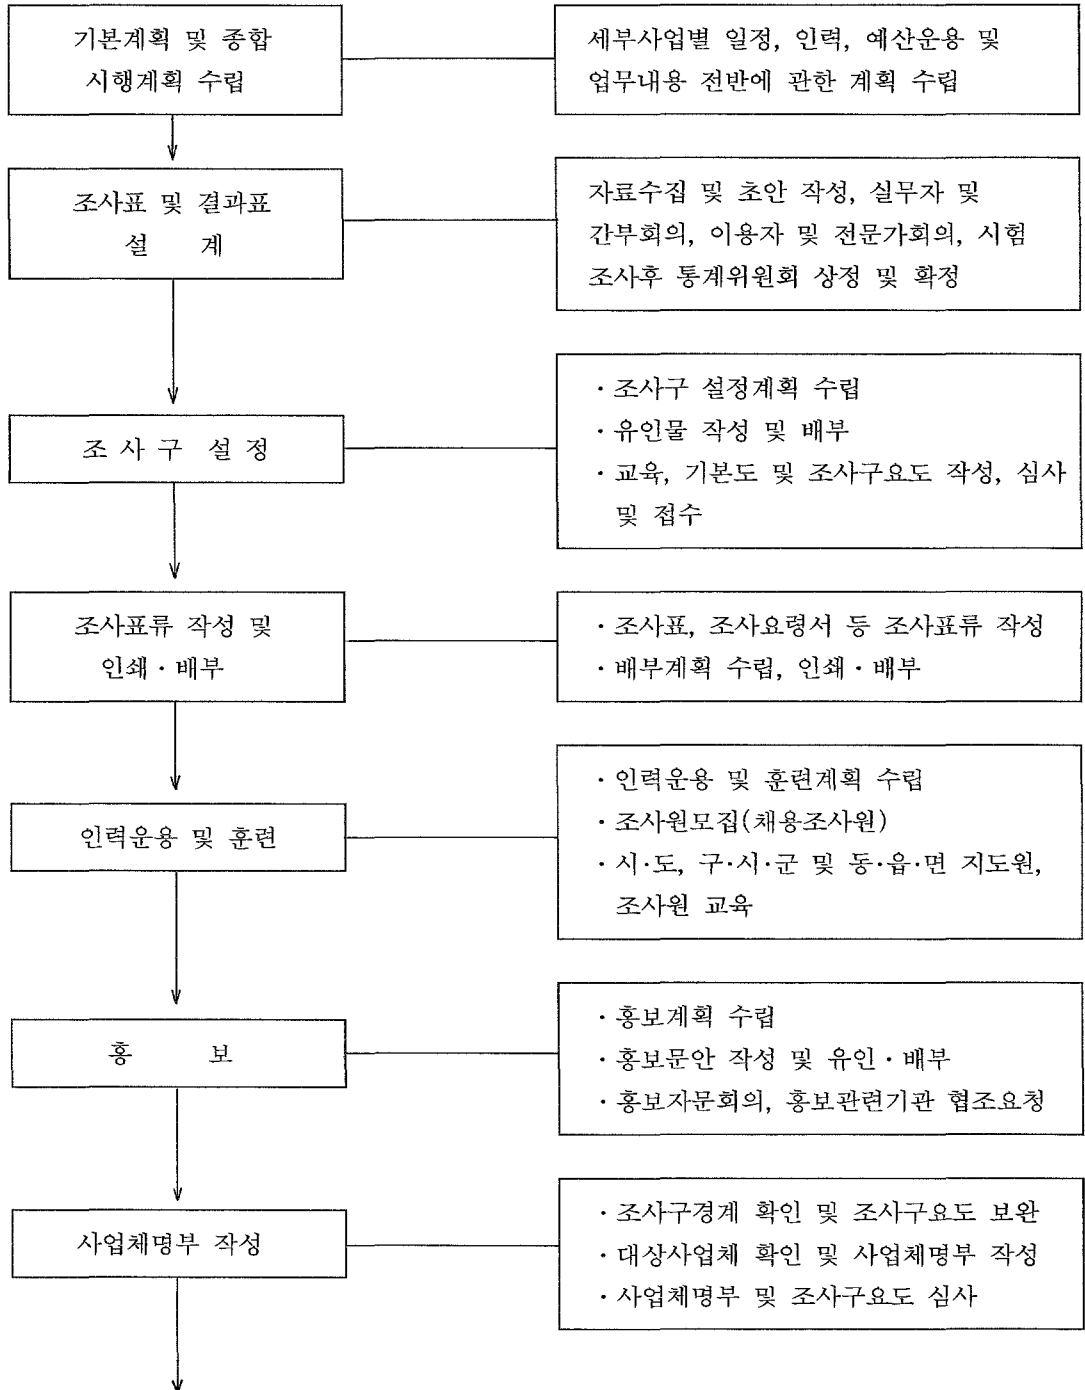 기본계획 및 종합
시행계획 수립
세부사업별 일정, 인력, 예산운용 및
업무내용 전반에 관한 계획 수립
조사표 및 결과표
설 계
자료수집 및 초안 작성, 실무자 및
간부회의, 이용자 및 전문가회의, 시험
조사후 통계위원회 상정 및 확정
조 사 구 설 정
· 조사구 설정계획 수립
· 유인물 작성 및 배부
· 교육, 기본도 및 조사구요도 작성, 심사
및 접수
조사표류 작성 및
인쇄 · 배부
· 조사표, 조사요령서 등 조사표류 작성
· 배부계획 수립, 인쇄 · 배부
인력운용 및 훈련
· 인력운용 및 훈련계획 수립
· 조사원모집(채용조사원)
· 시·도, 구·시·군 및 동·읍·면 지도원,
조사원 교육
홍 보
· 홍보계획 수립
· 홍보문안 작성 및 유인 · 배부
· 홍보자문회의, 홍보관련기관 협조요청
사업체명부 작성
· 조사구경계 확인 및 조사구요도 보완
· 대상사업체 확인 및 사업체명부 작성
· 사업체명부 및 조사구요도 심사